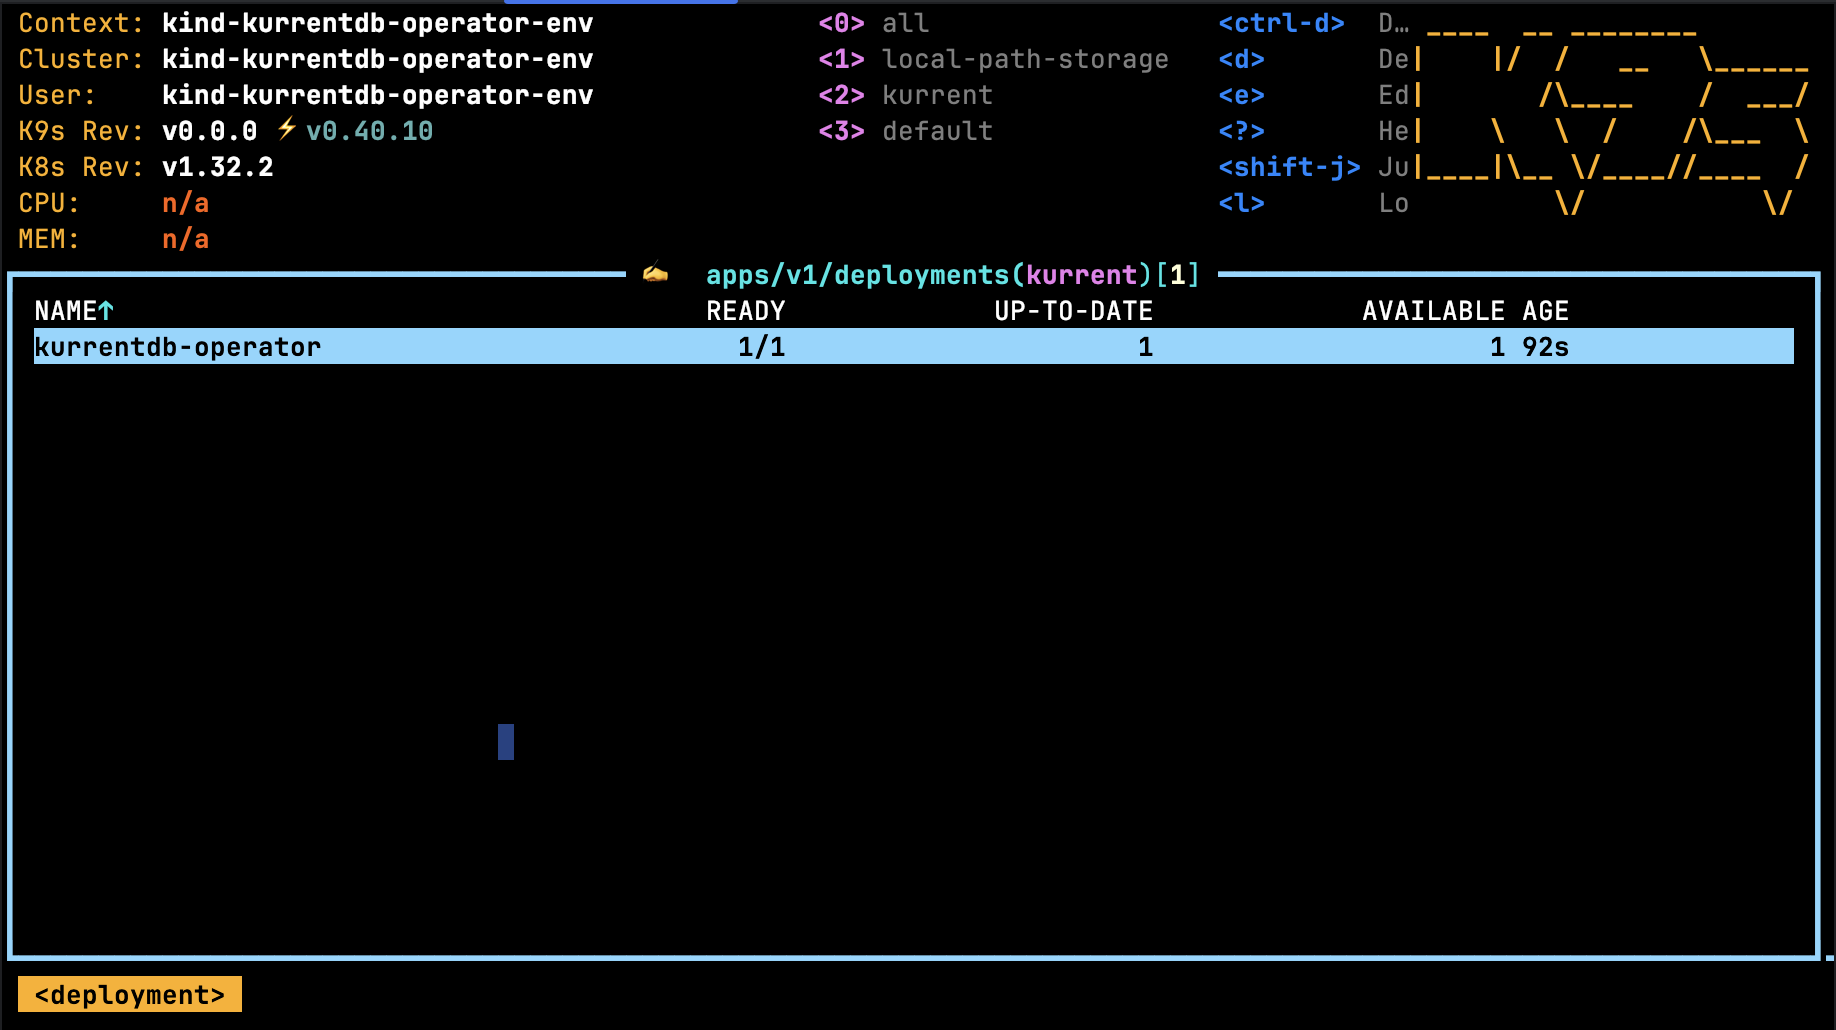 Context: kind-kurrentdb-operator-env <0> all <ctrl-d> D…
Cluster: kind-kurrentdb-operator-env <1> local-path-storage <d> De
User: kind-kurrentdb-operator-env <2> kurrent <e> Ed
K9s Rev: v0.0.0 ⚡ v0.40.10 <3> default <?> He
K8s Rev: v1.32.2 <shift-j> Ju
CPU: n/a <l> Lo
MEM: n/a
✍️ apps/v1/deployments(kurrent)[1]
NAME↑ READY UP-TO-DATE AVAILABLE AGE
kurrentdb-operator 1/1 1 1 92s
<deployment>